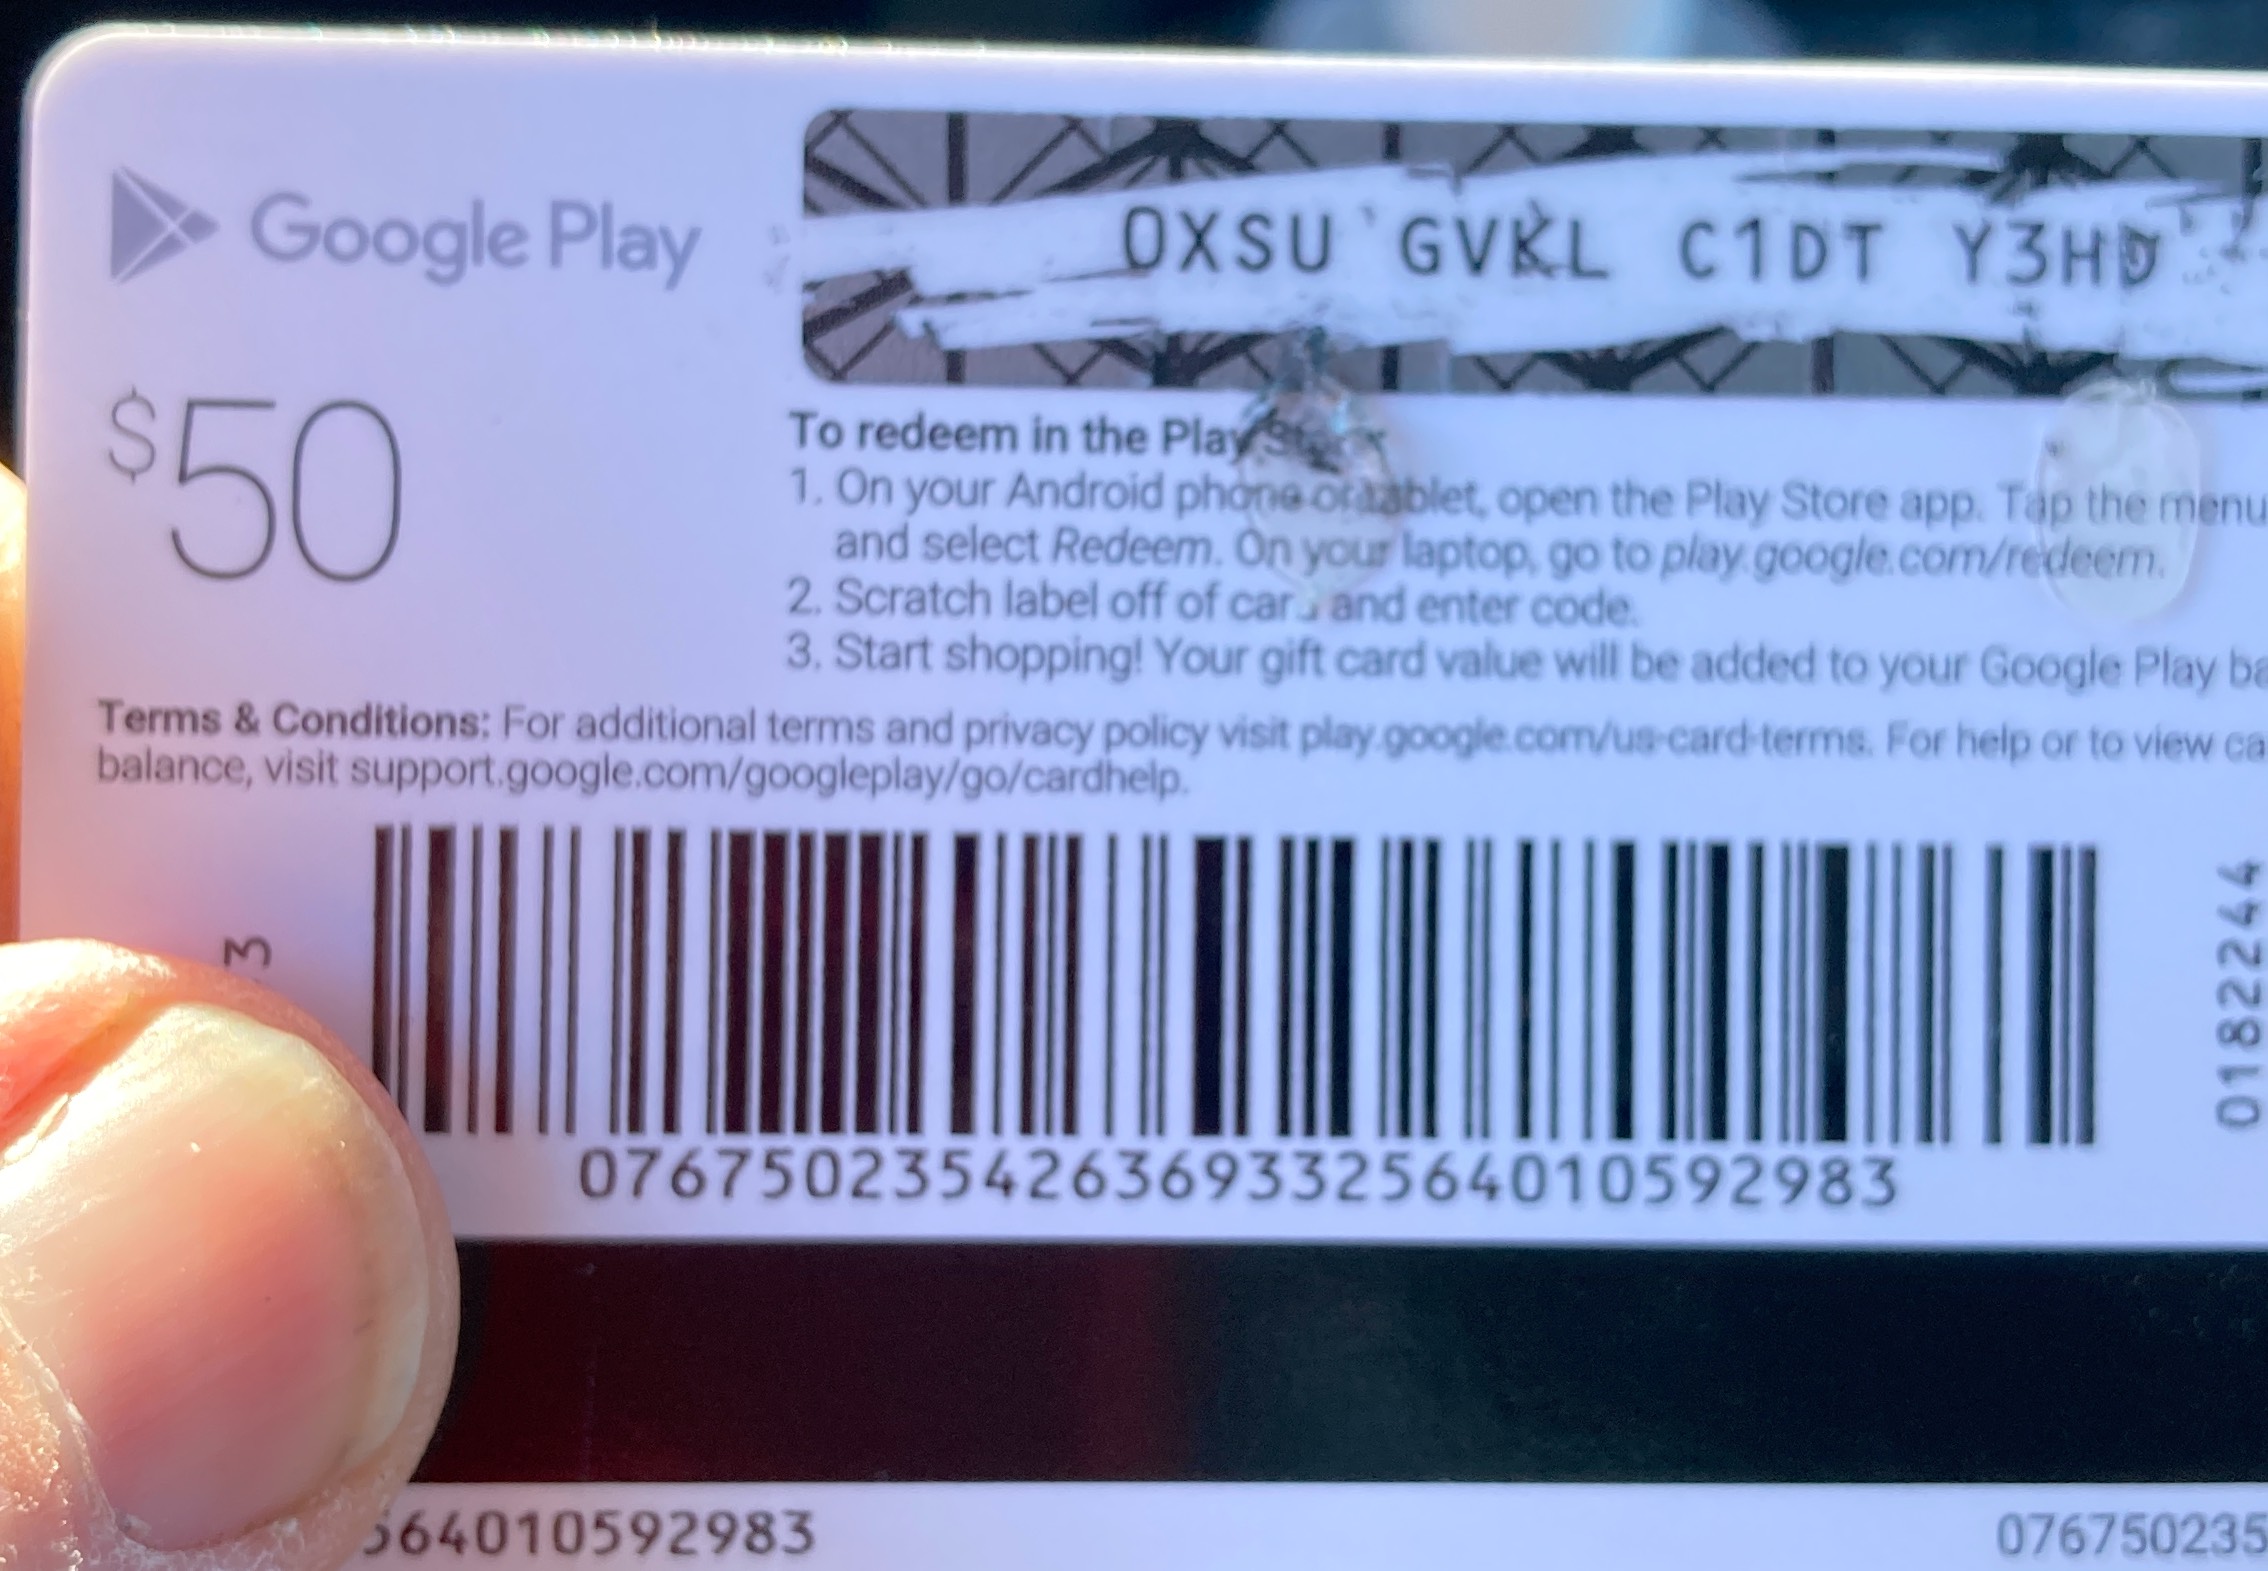 Google Play
$50
0XSU GVKL C1DT Y3HD
To redeem in the Play
1. On your Android phone or tablet, open the Play Store app. Tap the menu
and select Redeem. On your laptop, go to play.google.com/redeem.
2. Scratch label off of card and enter code.
3. Start shopping! Your gift card value will be added to your Google Play ba
Terms & Conditions: For additional terms and privacy policy visit play.google.com/us-card-terms. For help or to view ca
balance, visit support.google.com/googleplay/go/cardhelp.
3
0182244
076750235426369332564010592983
564010592983
076750235